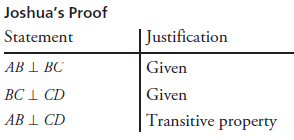 Joshua's Proof
Statement Justification
AB ⊥ BC Given
BC ⊥ CD Given
AB ⊥ CD Transitive property